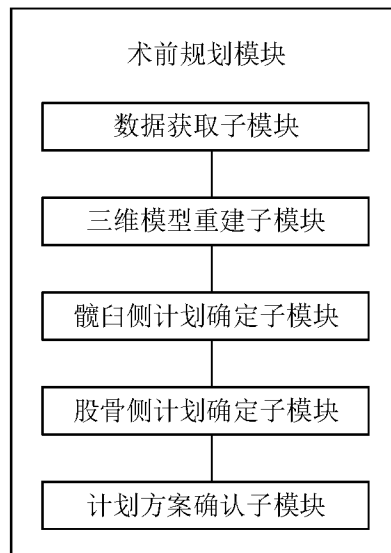 术前规划模块
数据获取子模块
三维模型重建子模块
髋臼侧计划确定子模块
股骨侧计划确定子模块
计划方案确认子模块